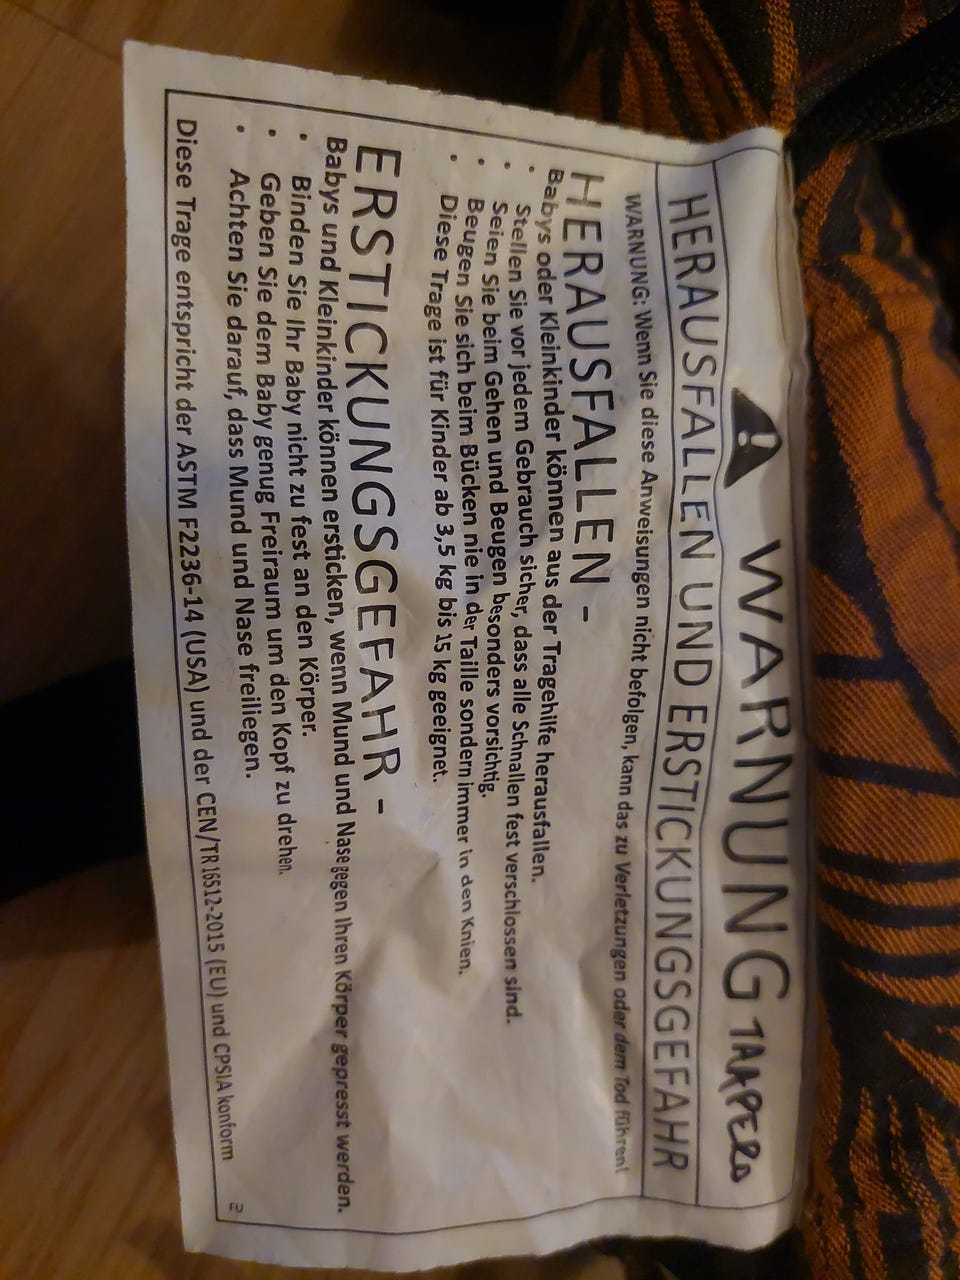 WARNUNG
HERAUSFALLEN UND ERSTICKUNGSGEFAHR
WARNUNG: Wenn Sie diese Anweisungen nicht befolgen, kann das zu Verletzungen oder dem Tod führen!
HERAUSFALLEN -
Babys oder Kleinkinder können aus der Tragehilfe herausfallen.
• Stellen Sie vor jedem Gebrauch sicher, dass alle Schnallen fest verschlossen sind.
• Seien Sie beim Gehen und Beugen besonders vorsichtig.
• Beugen Sie sich beim Bücken nie in der Taille sondern immer in den Knien.
• Diese Trage ist für Kinder ab 3,5 kg bis 15 kg geeignet.
ERSTICKUNGSGEFAHR -
Babys und Kleinkinder können ersticken, wenn Mund und Nase gegen Ihren Körper gepresst werden.
• Binden Sie Ihr Baby nicht zu fest an den Körper.
• Geben Sie dem Baby genug Freiraum um den Kopf zu drehen.
• Achten Sie darauf, dass Mund und Nase freiliegen.
Diese Trage entspricht der ASTM F2236-14 (USA) und der CEN/TR 16512-2015 (EU) und CPSIA konform
2